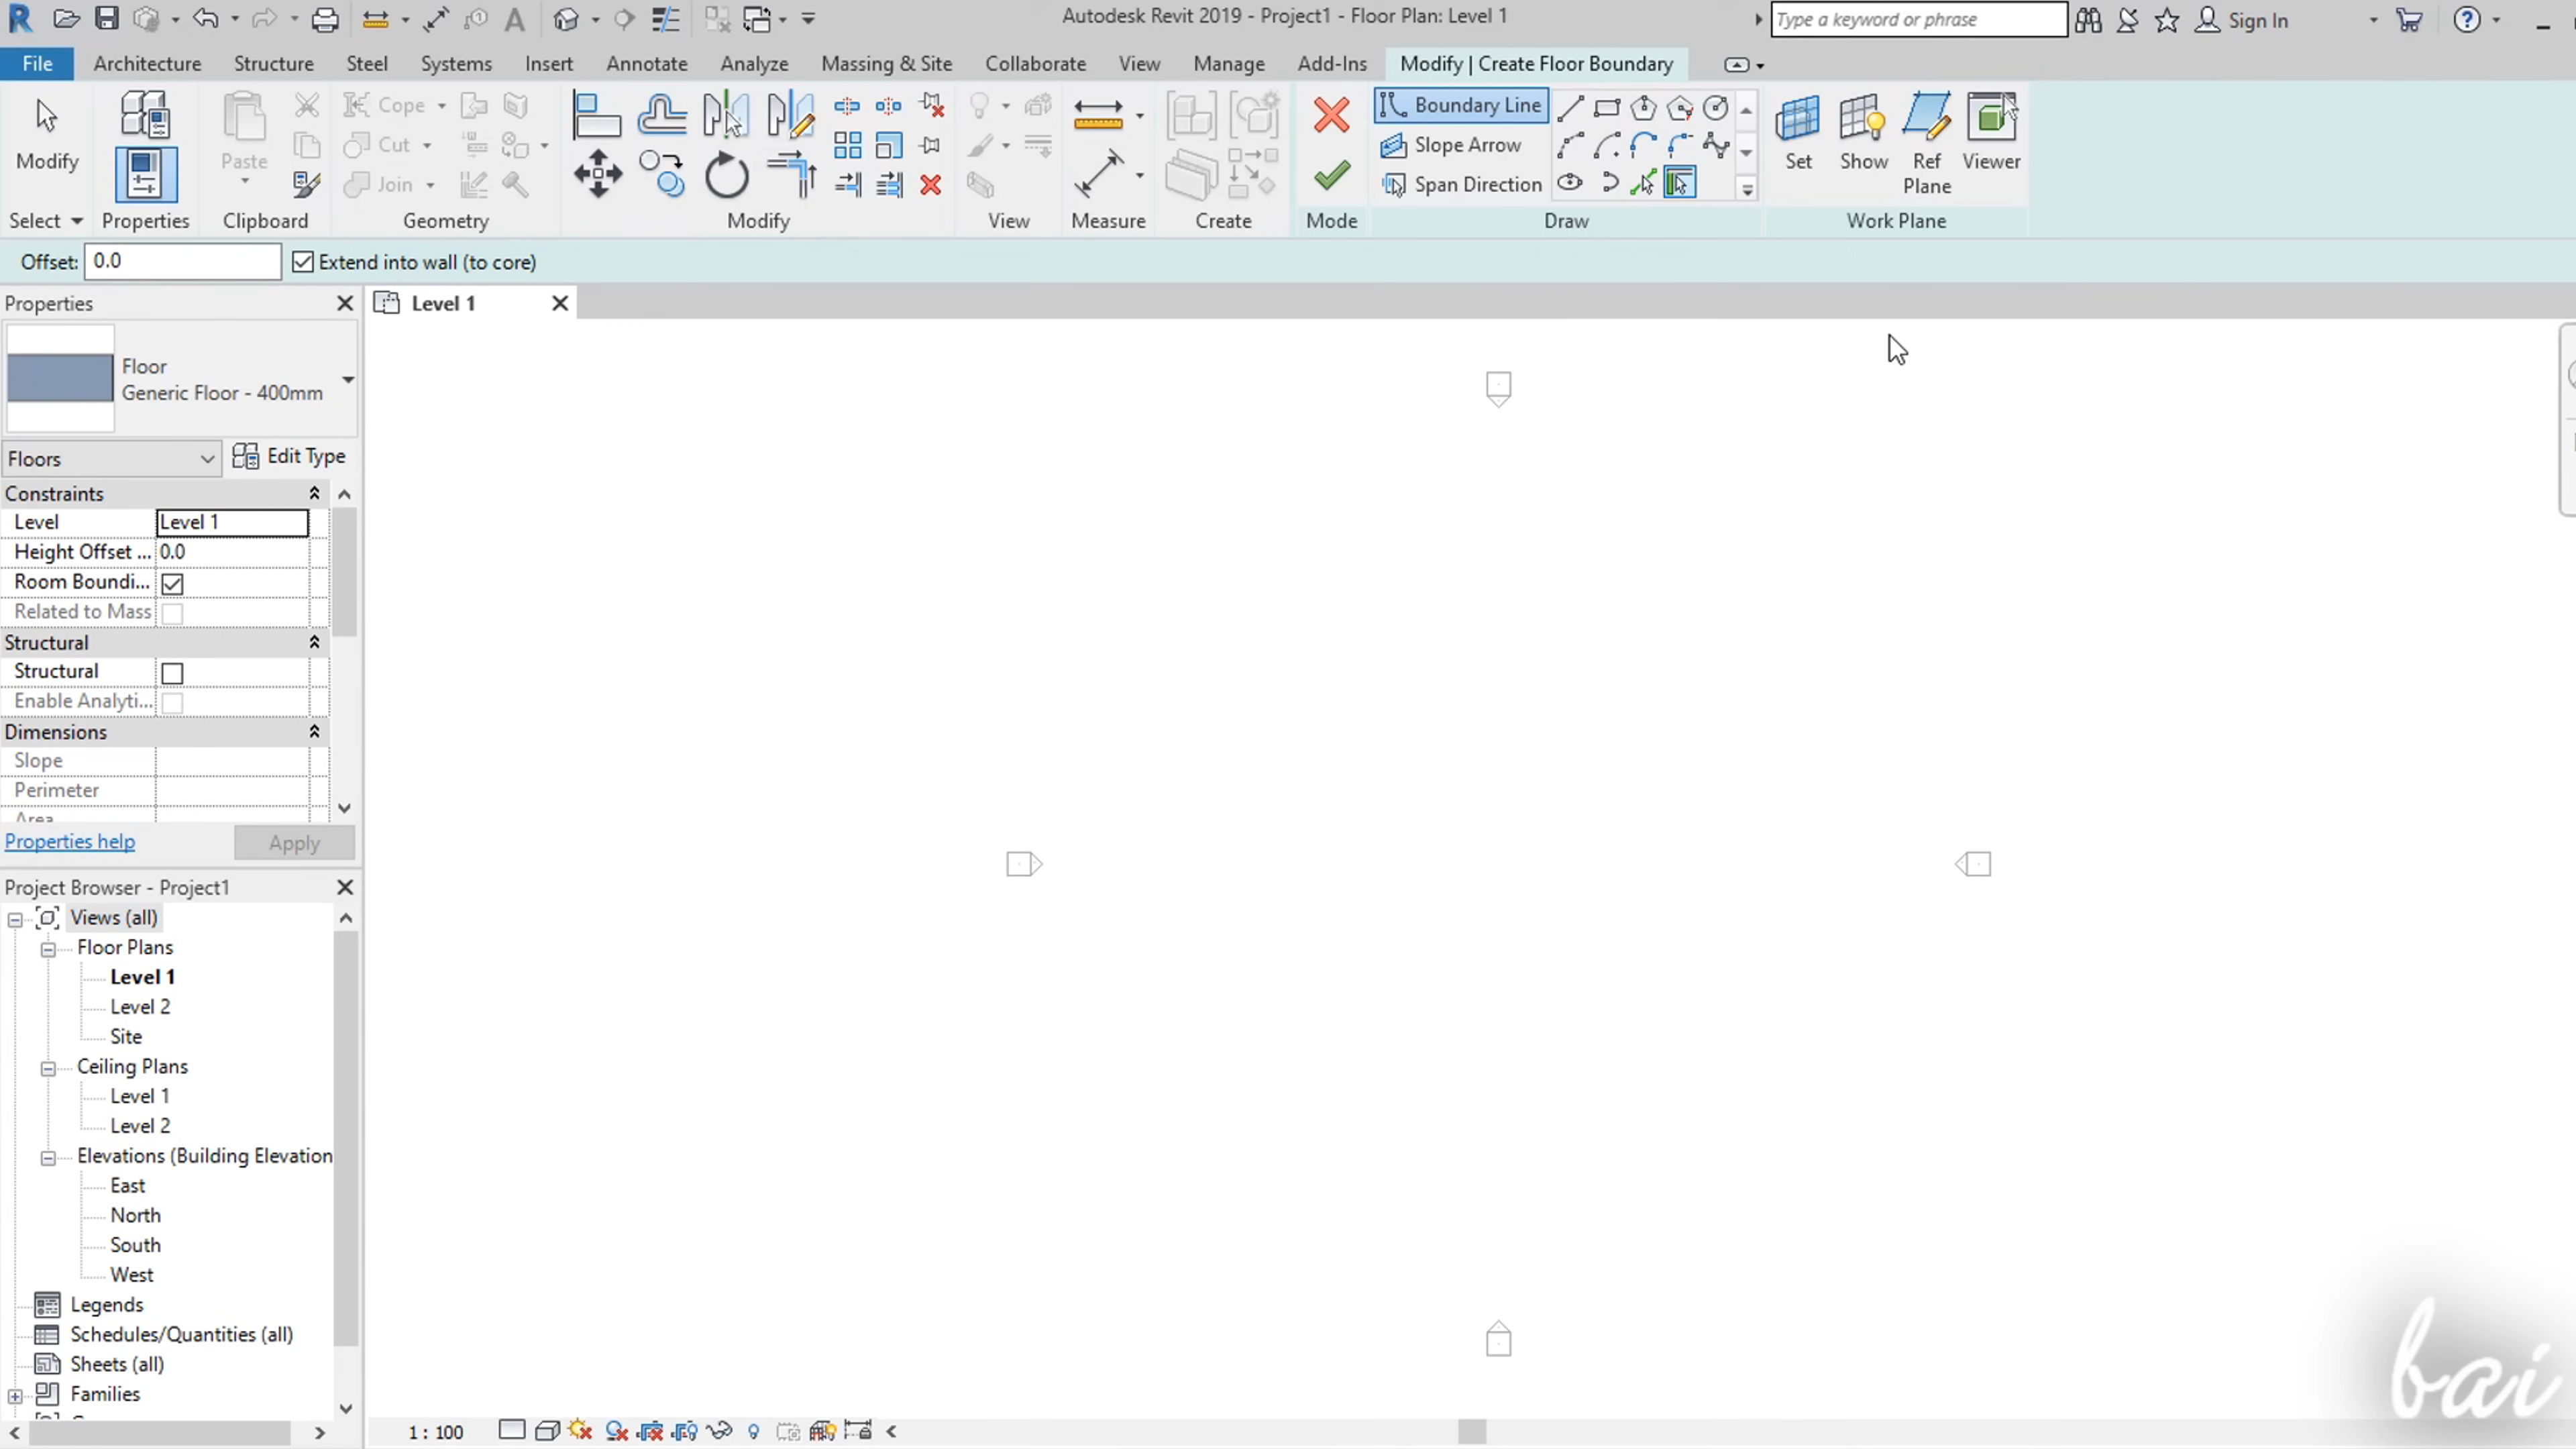 Autodesk Revit 2019 - Project1 - Floor Plan: Level 1
Type a keyword or phrase
Sign In
File
Architecture
Structure
Steel
Systems
Insert
Annotate
Analyze
Massing & Site
Collaborate
View
Manage
Add-Ins
Modify | Create Floor Boundary
Modify
Select
Properties
Paste
Clipboard
Cope
Cut
Join
Geometry
Modify
View
Measure
Create
Mode
Boundary Line
Slope Arrow
Span Direction
Draw
Set
Show
Ref
Plane
Viewer
Work Plane
Offset: 0.0
Extend into wall (to core)
Properties
Level 1
Floor
Generic Floor - 400mm
Floors
Edit Type
Constraints
Level Level 1
Height Offset ... 0.0
Room Boundi...
Related to Mass
Structural
Structural
Enable Analyti...
Dimensions
Slope
Perimeter
Area
Properties help
Apply
Project Browser - Project1
Views (all)
Floor Plans
Level 1
Level 2
Site
Ceiling Plans
Level 1
Level 2
Elevations (Building Elevation
East
North
South
West
Legends
Schedules/Quantities (all)
Sheets (all)
Families
1 : 100
bai